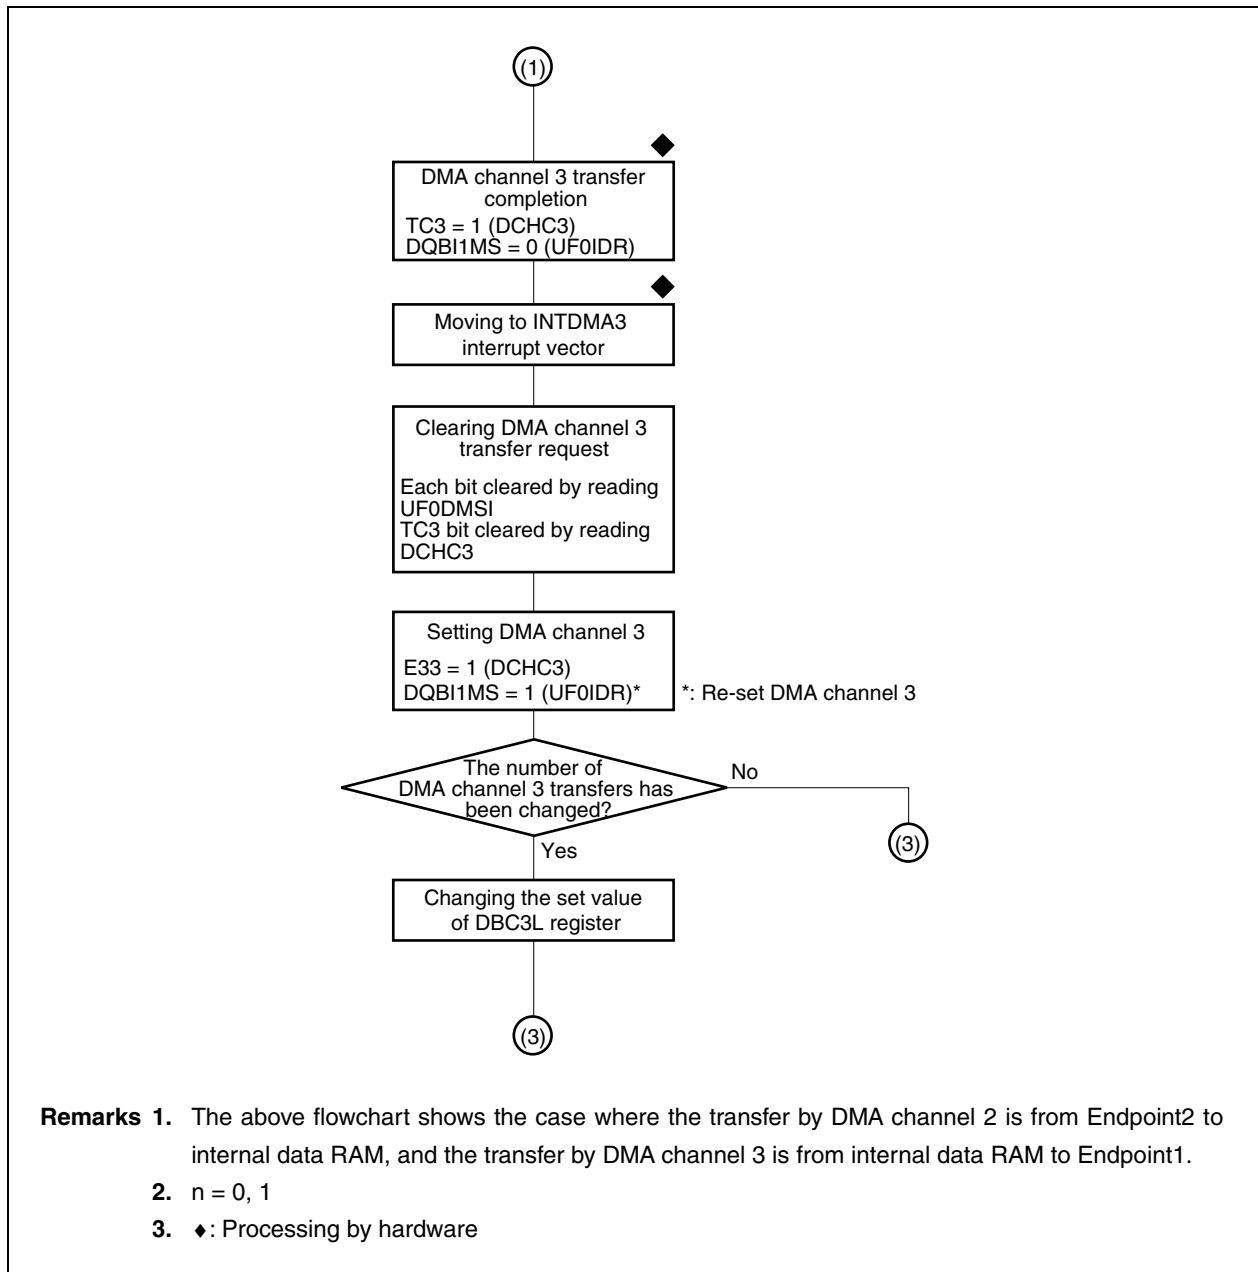 (1)
DMA channel 3 transfer
completion
TC3 = 1 (DCHC3)
DQBI1MS = 0 (UF0IDR)
Moving to INTDMA3
interrupt vector
Clearing DMA channel 3
transfer request
Each bit cleared by reading
UF0DMSI
TC3 bit cleared by reading
DCHC3
Setting DMA channel 3
E33 = 1 (DCHC3)
DQBI1MS = 1 (UF0IDR)* *: Re-set DMA channel 3
The number of
DMA channel 3 transfers has
been changed?
No
(3)
Yes
Changing the set value
of DBC3L register
(3)
Remarks 1. The above flowchart shows the case where the transfer by DMA channel 2 is from Endpoint2 to
internal data RAM, and the transfer by DMA channel 3 is from internal data RAM to Endpoint1.
2. n = 0, 1
3. ♦: Processing by hardware